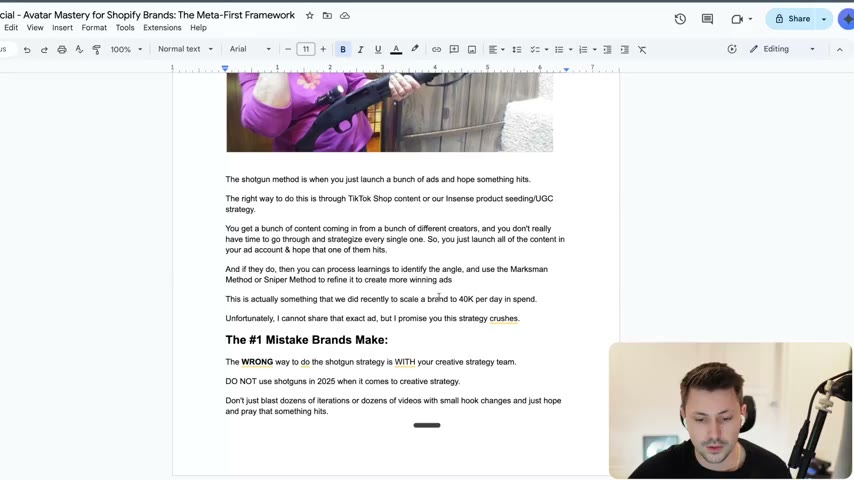 cial - Avatar Mastery for Shopify Brands: The Meta-First Framework
Share
Edit View Insert Format Tools Extensions Help
us 100% Normal text Arial 11 B I U A Editing
1 1 2 3 4 5 6 7
The shotgun method is when you just launch a bunch of ads and hope something hits.
The right way to do this is through TikTok Shop content or our Insense product seeding/UGC
strategy.
You get a bunch of content coming in from a bunch of different creators, and you don't really
have time to go through and strategize every single one. So, you just launch all of the content in
your ad account & hope that one of them hits.
And if they do, then you can process learnings to identify the angle, and use the Marksman
Method or Sniper Method to refine it to create more winning ads
This is actually something that we did recently to scale a brand to 40K per day in spend.
Unfortunately, I cannot share that exact ad, but I promise you this strategy crushes.
The #1 Mistake Brands Make:
The WRONG way to do the shotgun strategy is WITH your creative strategy team.
DO NOT use shotguns in 2025 when it comes to creative strategy.
Don't just blast dozens of iterations or dozens of videos with small hook changes and just hope
and pray that something hits.